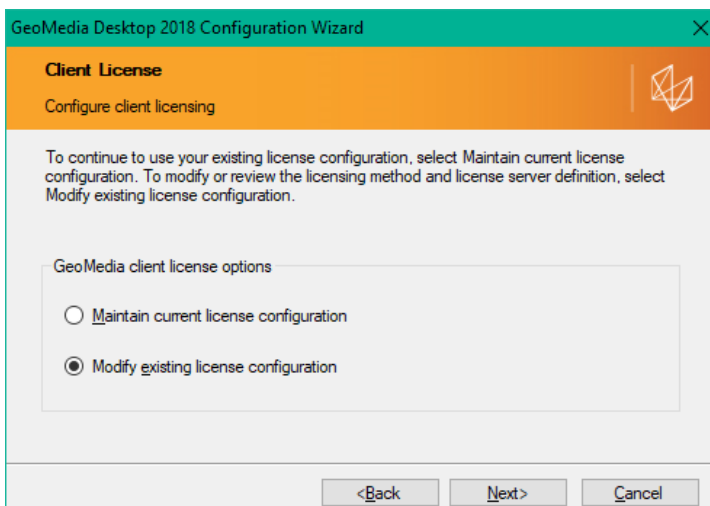 GeoMedia Desktop 2018 Configuration Wizard
Client License
Configure client licensing
To continue to use your existing license configuration, select Maintain current license
configuration. To modify or review the licensing method and license server definition, select
Modify existing license configuration.
GeoMedia client license options
Maintain current license configuration
Modify existing license configuration
<Back Next> Cancel